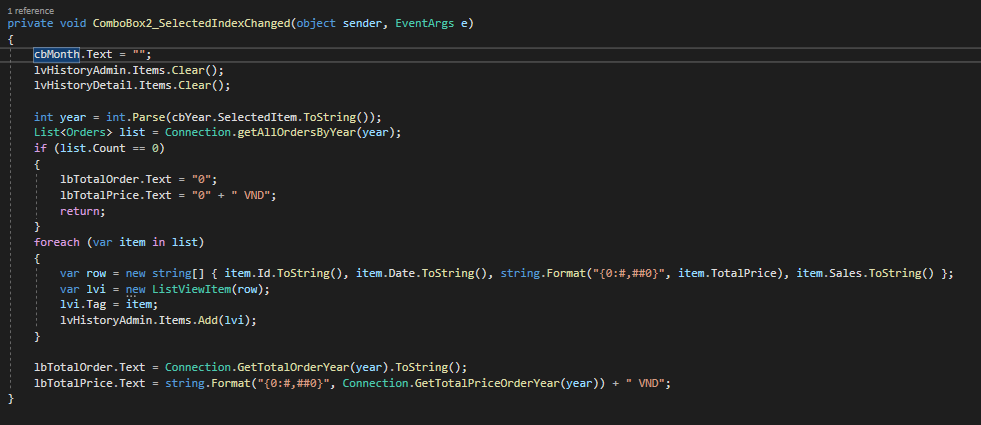 1 reference
private void ComboBox2_SelectedIndexChanged(object sender, EventArgs e)
{
cbMonth.Text = "";
lvHistoryAdmin.Items.Clear();
lvHistoryDetail.Items.Clear();
int year = int.Parse(cbYear.SelectedItem.ToString());
List<Orders> list = Connection.getAllOrdersByYear(year);
if (list.Count == 0)
{
lbTotalOrder.Text = "0";
lbTotalPrice.Text = "0" + " VND";
return;
}
foreach (var item in list)
{
var row = new string[] { item.Id.ToString(), item.Date.ToString(), string.Format("{0:#,##0}", item.TotalPrice), item.Sales.ToString() };
var lvi = new ListViewItem(row);
lvi.Tag = item;
lvHistoryAdmin.Items.Add(lvi);
}
lbTotalOrder.Text = Connection.GetTotalOrderYear(year).ToString();
lbTotalPrice.Text = string.Format("{0:#,##0}", Connection.GetTotalPriceOrderYear(year)) + " VND";
}